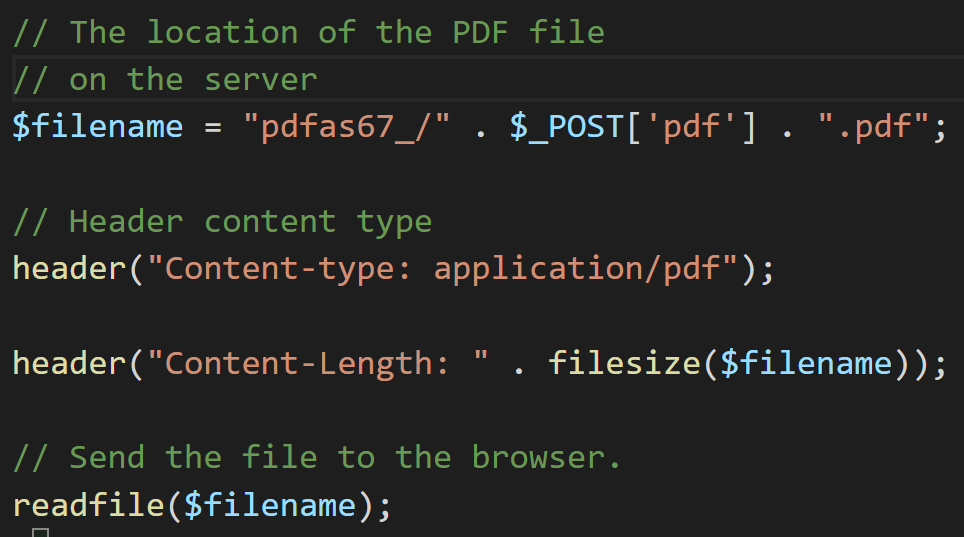 // The location of the PDF file
// on the server
$filename = "pdfas67_/" . $_POST['pdf'] . ".pdf";
// Header content type
header("Content-type: application/pdf");
header("Content-Length: " . filesize($filename));
// Send the file to the browser.
readfile($filename);